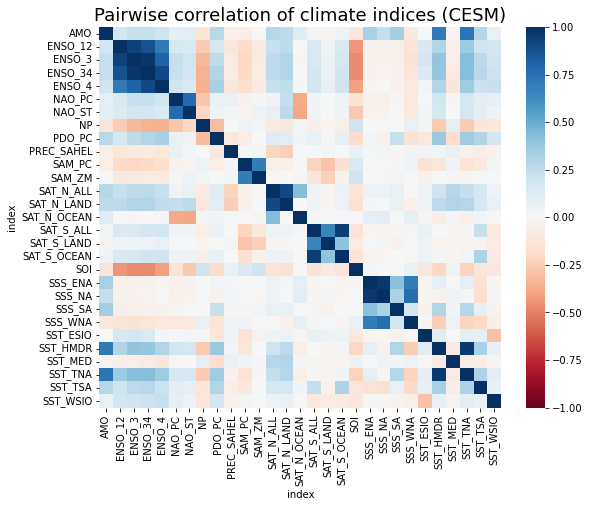 Pairwise correlation of climate indices (CESM)
AMO
ENSO_12
ENSO_3
ENSO_34
ENSO_4
NAO_PC
NAO_ST
NP
PDO_PC
PREC_SAHEL
SAM_PC
SAM_ZM
SAT_N_ALL
SAT_N_LAND
SAT_N_OCEAN
SAT_S_ALL
SAT_S_LAND
SAT_S_OCEAN
SOI
SSS_ENA
SSS_NA
SSS_SA
SSS_WNA
SST_ESIO
SST_HMDR
SST_MED
SST_TNA
SST_TSA
SST_WSIO
index
AMO
ENSO_12
ENSO_3
ENSO_34
ENSO_4
NAO_PC
NAO_ST
NP
PDO_PC
PREC_SAHEL
SAM_PC
SAM_ZM
SAT_N_ALL
SAT_N_LAND
SAT_N_OCEAN
SAT_S_ALL
SAT_S_LAND
SAT_S_OCEAN
SOI
SSS_ENA
SSS_NA
SSS_SA
SSS_WNA
SST_ESIO
SST_HMDR
SST_MED
SST_TNA
SST_TSA
SST_WSIO
index
1.00
0.75
0.50
0.25
0.00
−0.25
−0.50
−0.75
−1.00